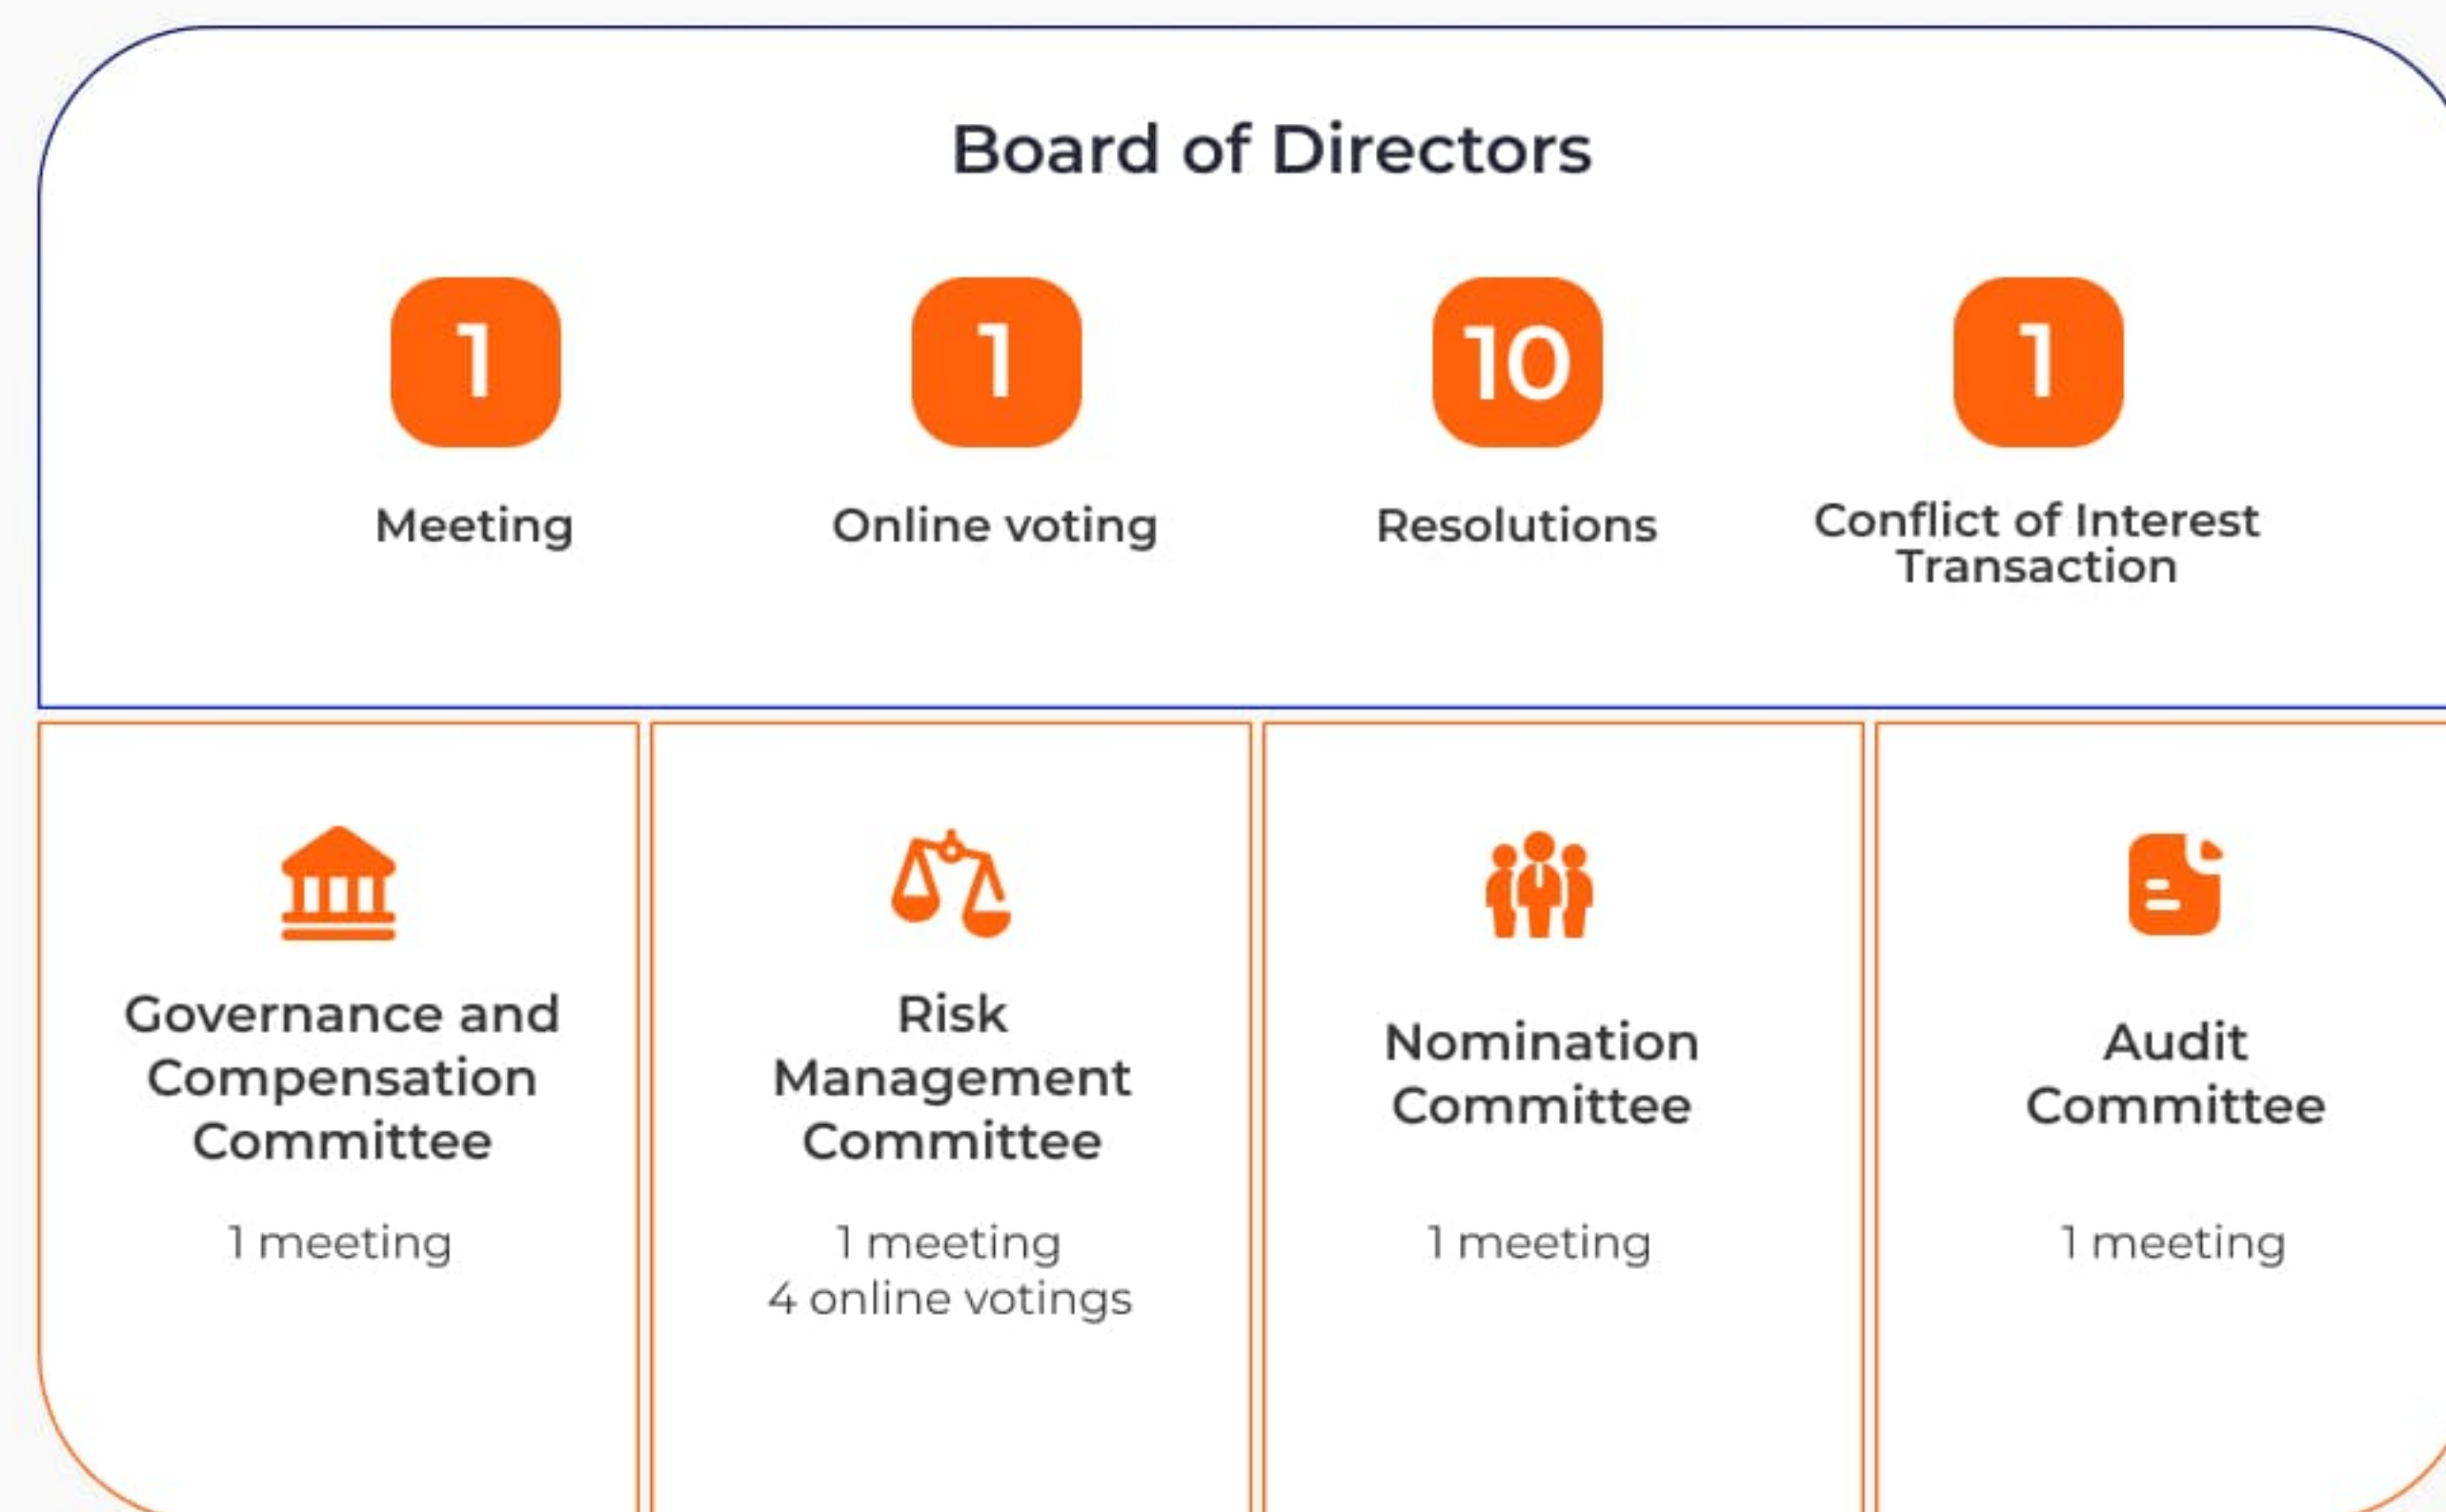 Board of Directors
1
1
10
1
Meeting
Online voting
Resolutions
Conflict of Interest
Transaction
Governance and
Compensation
Committee
1 meeting
Risk
Management
Committee
1 meeting
4 online votings
Nomination
Committee
1 meeting
Audit
Committee
1 meeting